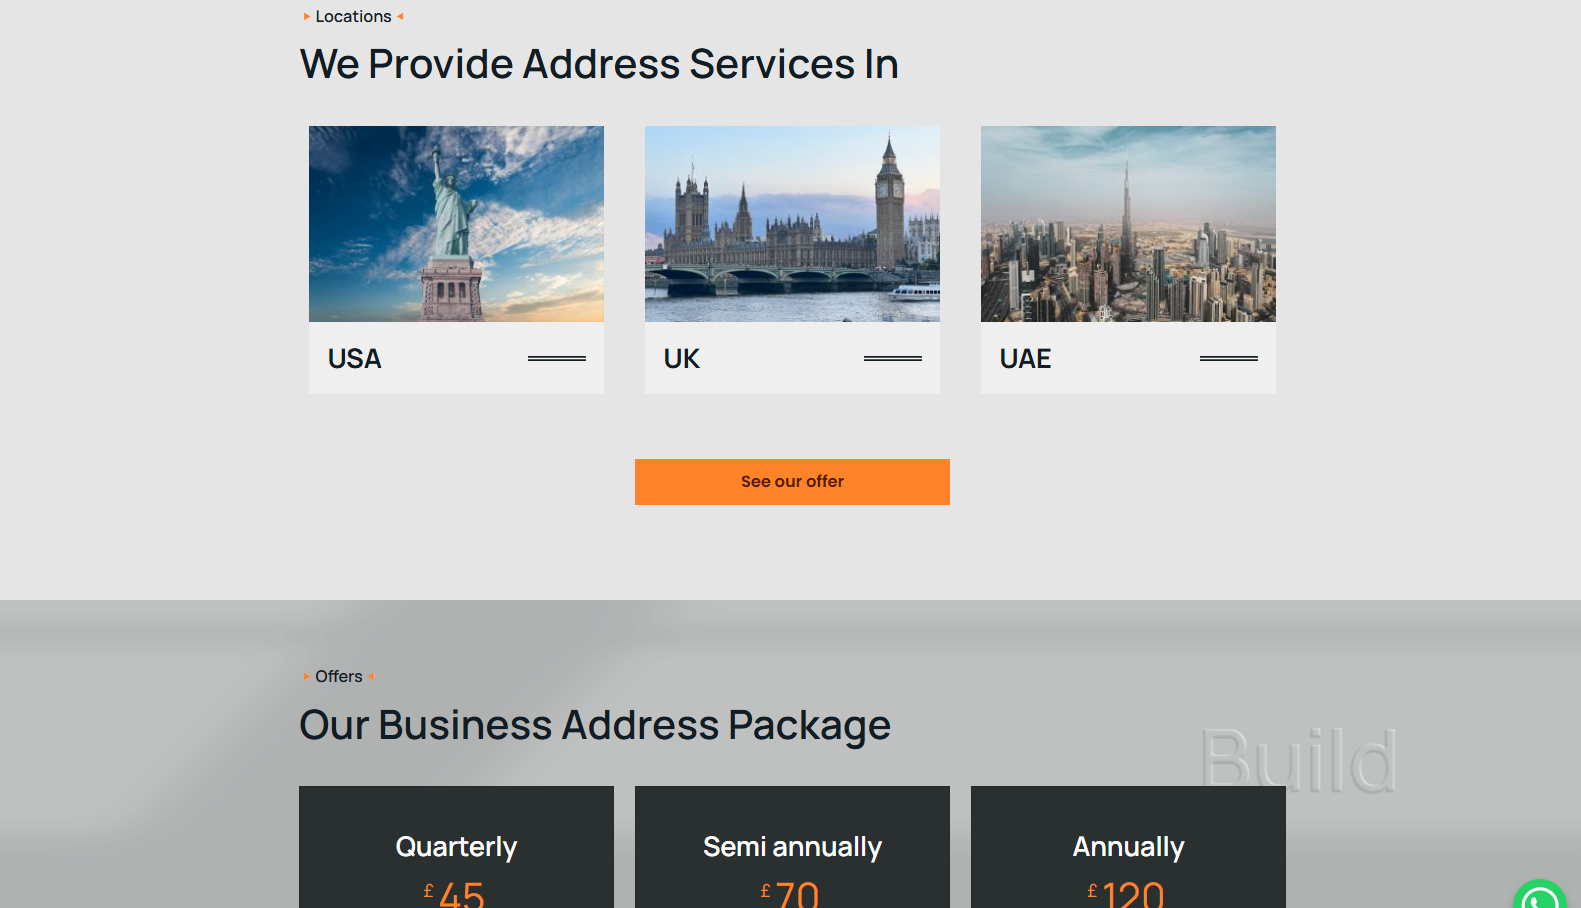 Locations
We Provide Address Services In
USA
UK
UAE
See our offer
Offers
Our Business Address Package
Build
Quarterly
Semi annually
Annually
£45
£70
£120